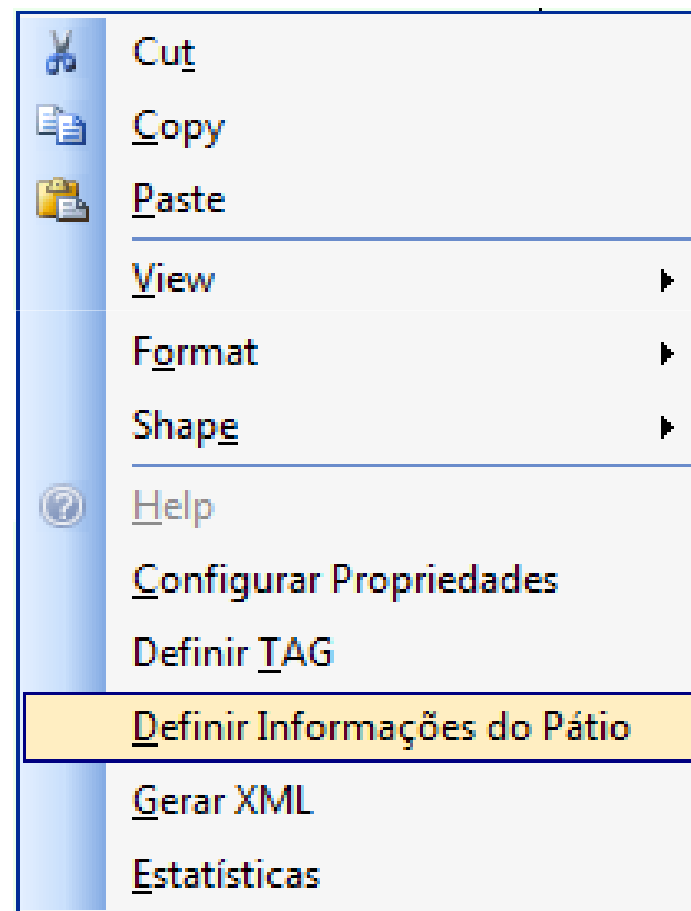 Cut
Copy
Paste
View
Format
Shape
Help
Configurar Propriedades
Definir TAG
Definir Informações do Pátio
Gerar XML
Estatísticas